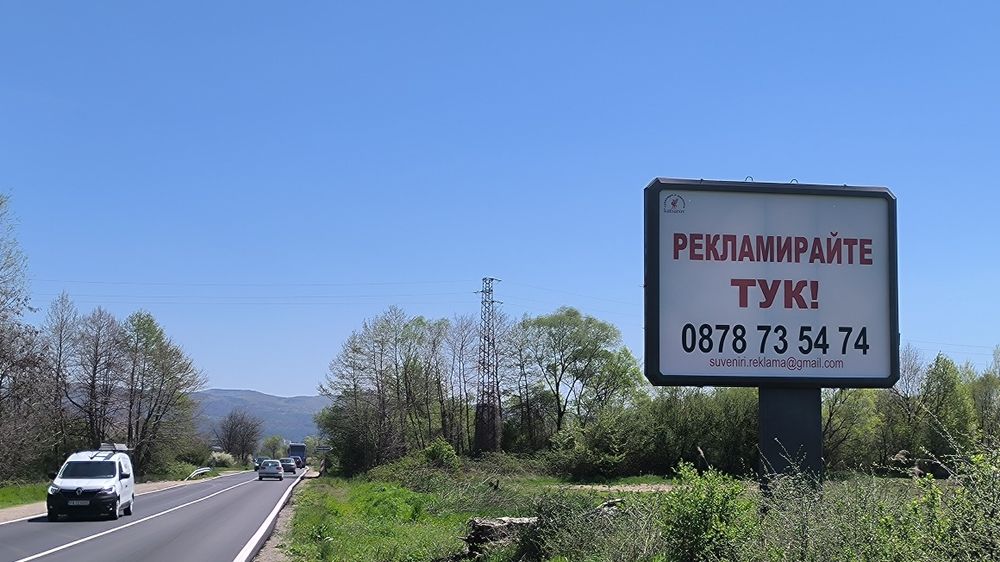 РЕКЛАМИРАЙТЕ
ТУК!
0878 73 54 74
suveniri.reklama@gmail.com